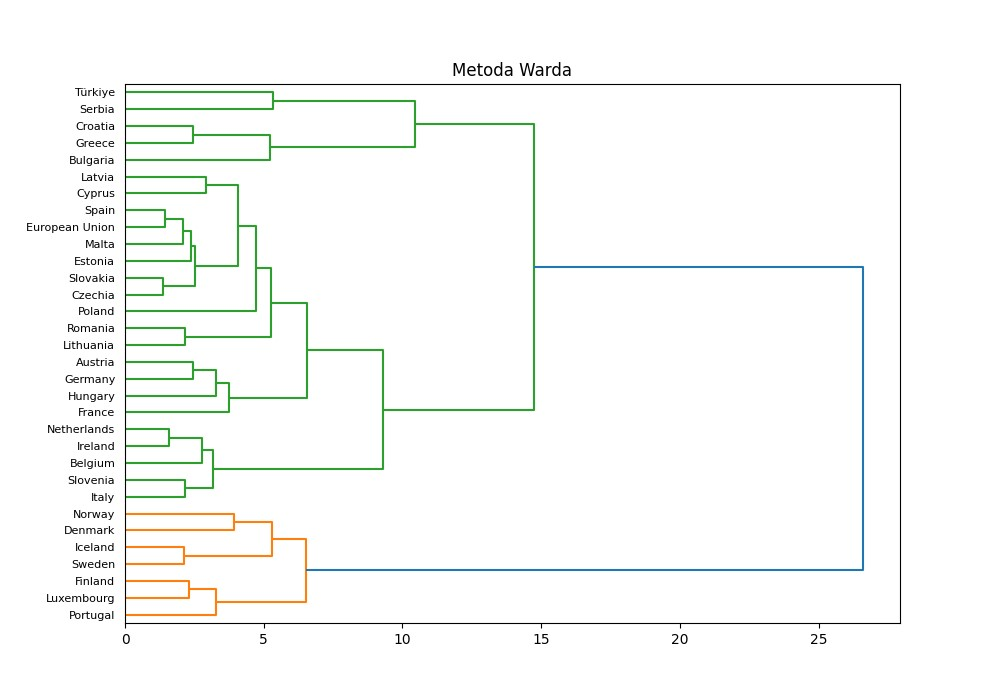 Metoda Warda
Türkiye
Serbia
Croatia
Greece
Bulgaria
Latvia
Cyprus
Spain
European Union
Malta
Estonia
Slovakia
Czechia
Poland
Romania
Lithuania
Austria
Germany
Hungary
France
Netherlands
Ireland
Belgium
Slovenia
Italy
Norway
Denmark
Iceland
Sweden
Finland
Luxembourg
Portugal
0 5 10 15 20 25